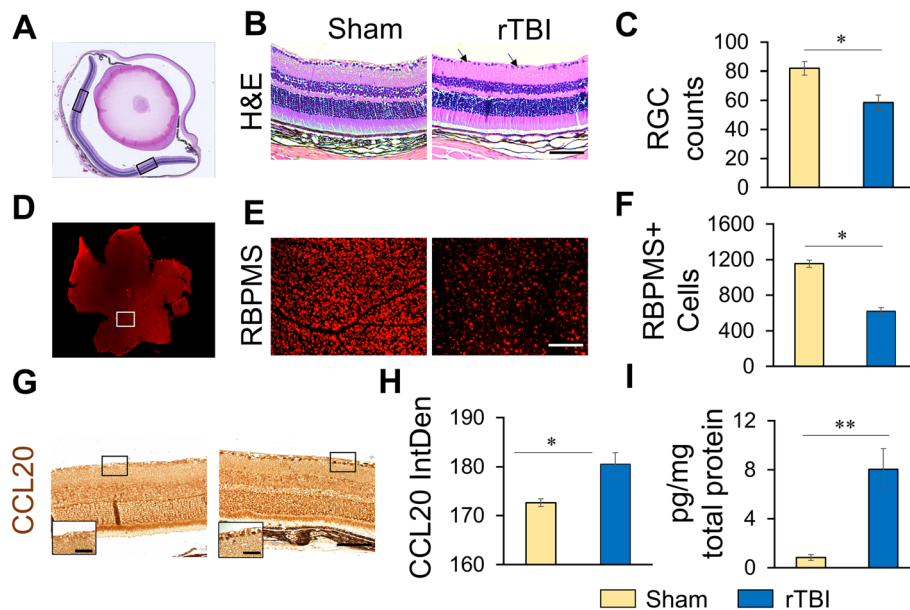 A
B
Sham
rTBI
H&E
C
*
RGC
counts
100
80
60
40
20
0
D
E
RBPMS
F
*
RBPMS+
Cells
1600
1200
800
400
0
G
CCL20
H
*
CCL20 IntDen
190
180
170
160
I
**
pg/mg
total protein
12
8
4
0
Sham
rTBI